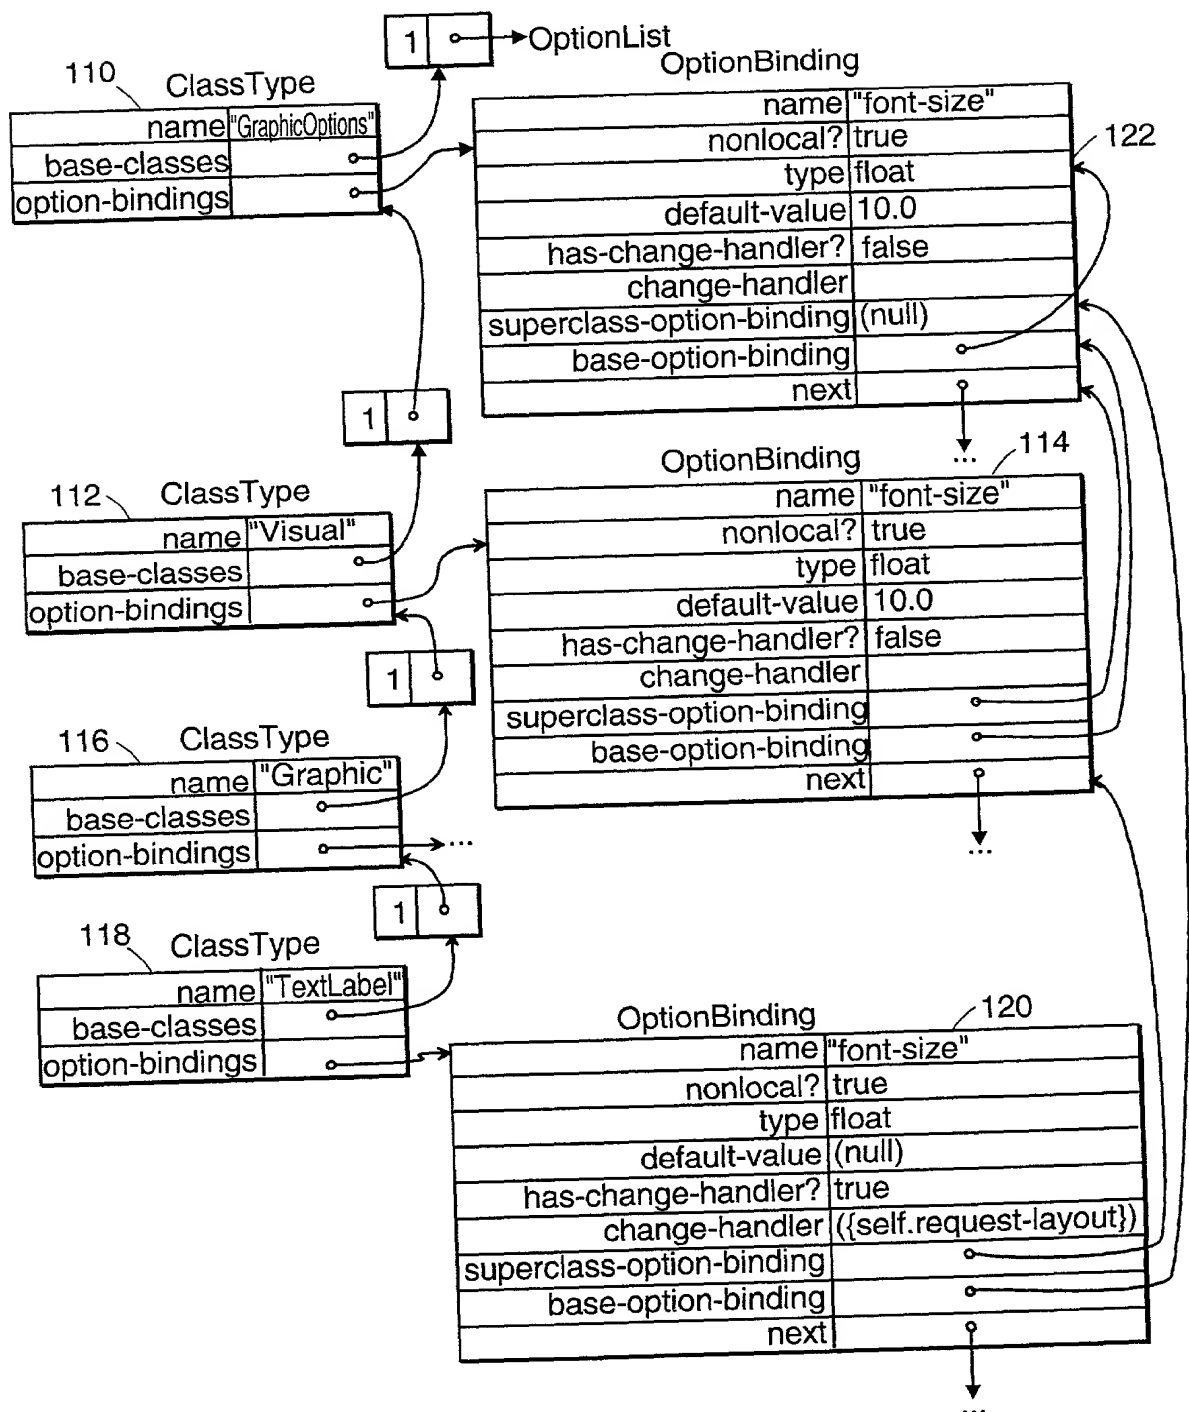 1 OptionList
110 ClassType
name "GraphicOptions"
base-classes
option-bindings
OptionBinding
name "font-size"
nonlocal? true
122
type float
default-value 10.0
has-change-handler? false
change-handler
superclass-option-binding (null)
base-option-binding
next
...
1
112 ClassType
name "Visual"
base-classes
option-bindings
OptionBinding 114
name "font-size"
nonlocal? true
type float
default-value 10.0
has-change-handler? false
change-handler
superclass-option-binding
base-option-binding
next
...
1
116 ClassType
name "Graphic"
base-classes
option-bindings ...
1
118 ClassType
name "TextLabel"
base-classes
option-bindings
OptionBinding 120
name "font-size"
nonlocal? true
type float
default-value (null)
has-change-handler? true
change-handler ({self.request-layout})
superclass-option-binding
base-option-binding
next
...